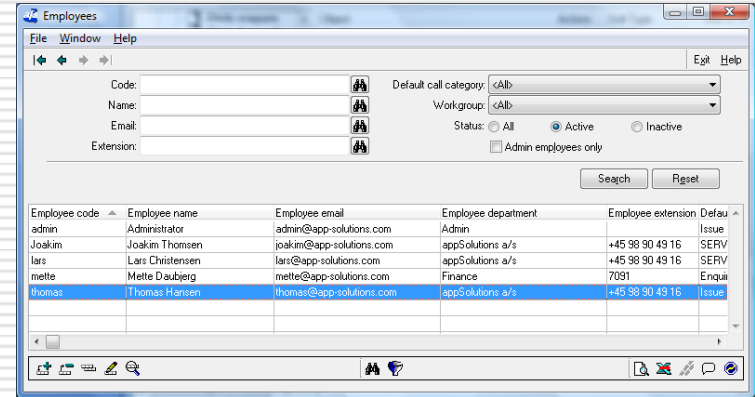 Employees
File Window Help
Exit Help
Code:
Default call category: <All>
Name:
Workgroup: <All>
Email:
Status: All Active Inactive
Extension:
Admin employees only
Search Reset
Employee code Employee name Employee email Employee department Employee extension Defau
admin Administrator admin@app-solutions.com Admin Issue
Joakim Joakim Thomsen joakim@app-solutions.com appSolutions a/s +45 98 90 49 16 SERV
lars Lars Christensen lars@app-solutions.com appSolutions a/s +45 98 90 49 16 SERV
mette Mette Daubjerg mette@app-solutions.com Finance 7091 Enquir
thomas Thomas Hansen thomas@app-solutions.com appSolutions a/s +45 98 90 49 16 Issue